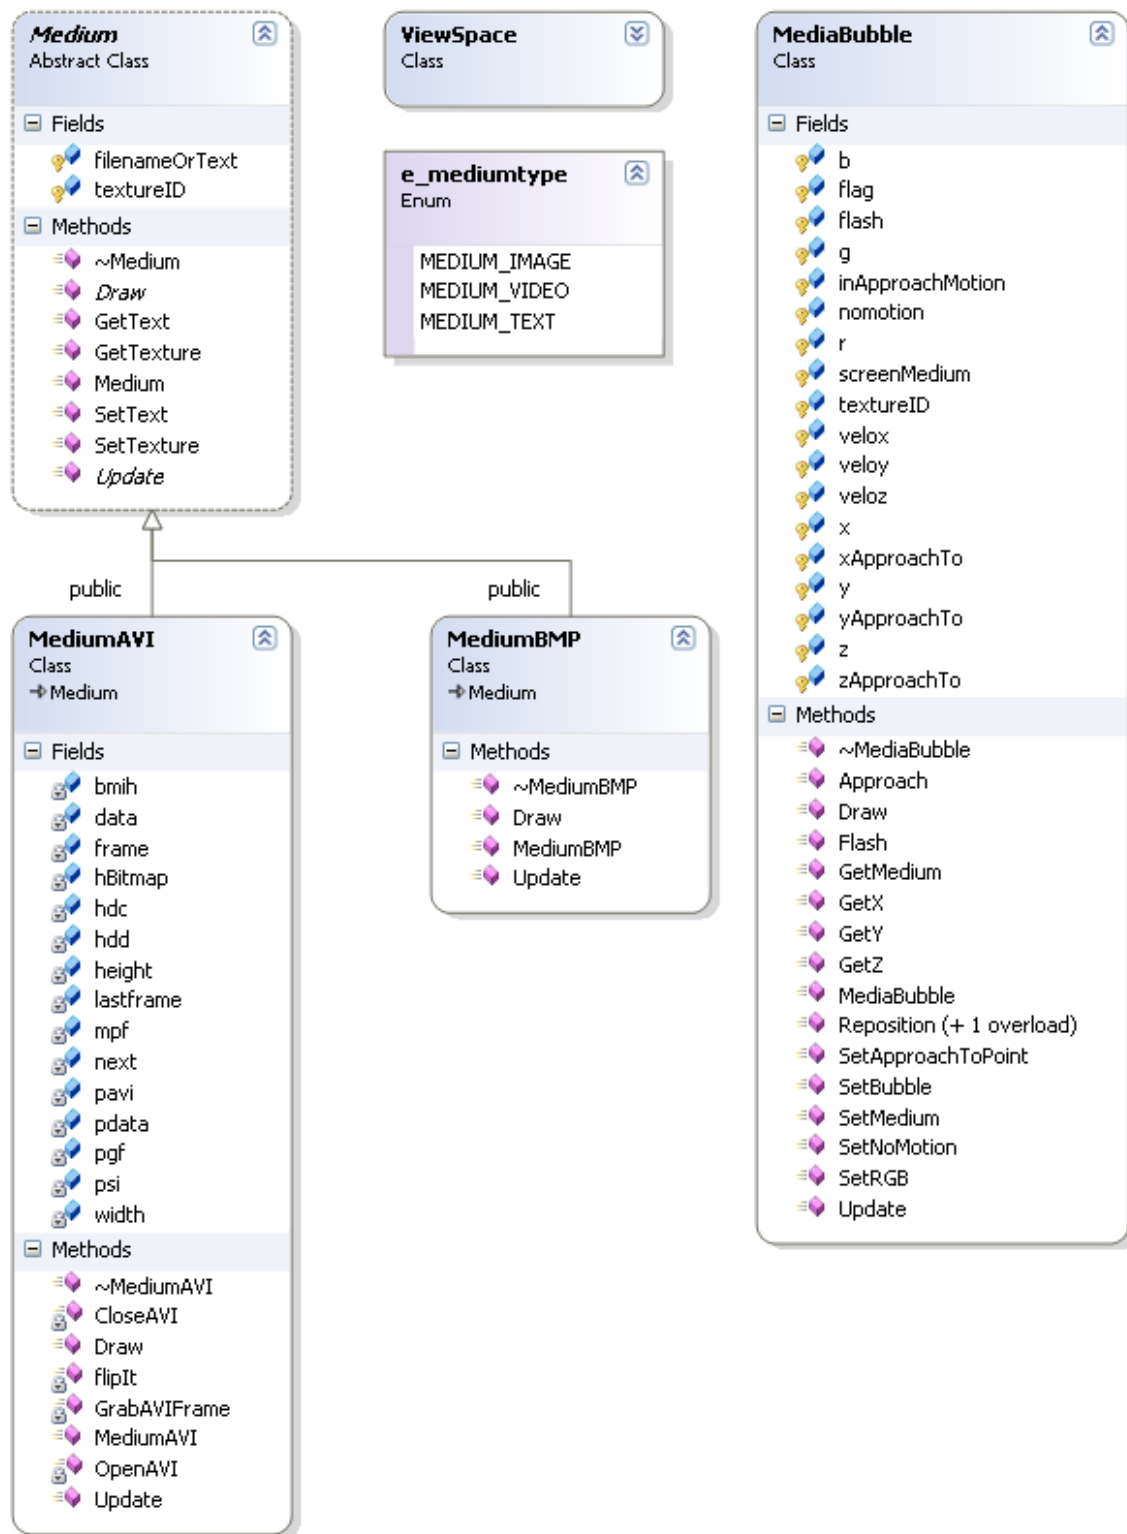 Medium
Abstract Class
Fields
filenameOrText
textureID
Methods
~Medium
Draw
GetText
GetTexture
Medium
SetText
SetTexture
Update
ViewSpace
Class
e_mediumtype
Enum
MEDIUM_IMAGE
MEDIUM_VIDEO
MEDIUM_TEXT
MediaBubble
Class
Fields
b
flag
flash
g
inApproachMotion
nomotion
r
screenMedium
textureID
velox
veloy
veloz
x
xApproachTo
y
yApproachTo
z
zApproachTo
Methods
~MediaBubble
Approach
Draw
Flash
GetMedium
GetX
GetY
GetZ
MediaBubble
Reposition (+ 1 overload)
SetApproachToPoint
SetBubble
SetMedium
SetNoMotion
SetRGB
Update
public
public
MediumAVI
Class
Medium
Fields
bmih
data
frame
hBitmap
hdc
hdd
height
lastframe
mpf
next
pavi
pdata
pgf
psi
width
Methods
~MediumAVI
CloseAVI
Draw
flipIt
GrabAVIFrame
MediumAVI
OpenAVI
Update
MediumBMP
Class
Medium
Methods
~MediumBMP
Draw
MediumBMP
Update